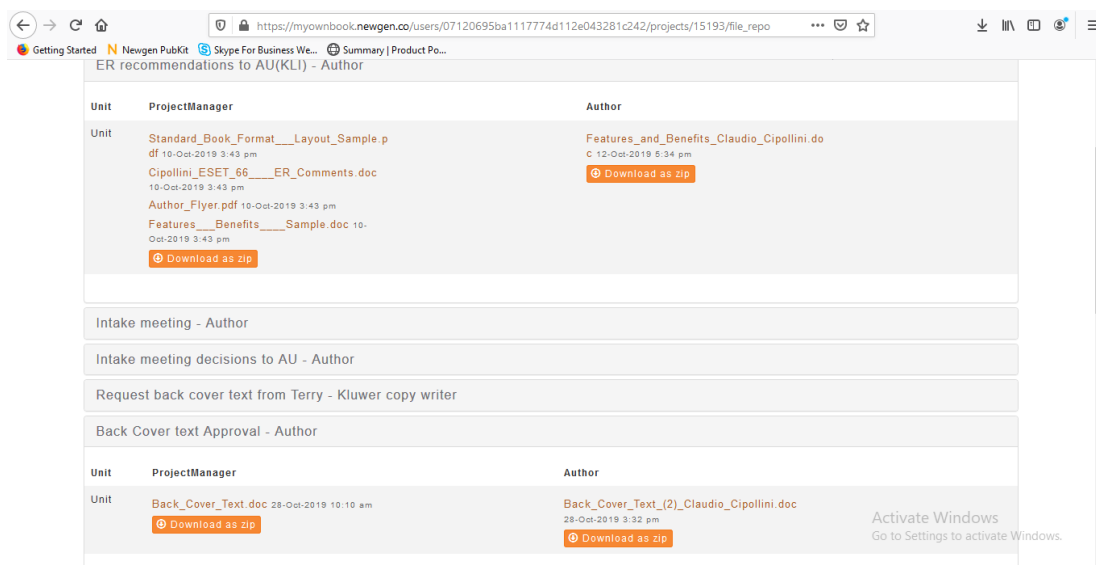 https://myownbook.newgen.co/users/07120695ba1117774d112e043281c242/projects/15193/file_repo
Getting Started Newgen PubKit Skype For Business We... Summary | Product Po...
ER recommendations to AU(KLI) - Author
Unit ProjectManager Author
Unit Standard_Book_Format___Layout_Sample.p Features_and_Benefits_Claudio_Cipollini.do
df 10-Oct-2019 3:43 pm c 12-Oct-2019 5:34 pm
Cipollini_ESET_66____ER_Comments.doc Download as zip
10-Oct-2019 3:43 pm
Author_Flyer.pdf 10-Oct-2019 3:43 pm
Features___Benefits____Sample.doc 10-
Oct-2019 3:43 pm
Download as zip
Intake meeting - Author
Intake meeting decisions to AU - Author
Request back cover text from Terry - Kluwer copy writer
Back Cover text Approval - Author
Unit ProjectManager Author
Unit Back_Cover_Text.doc 28-Oct-2019 10:10 am Back_Cover_Text_(2)_Claudio_Cipollini.doc
Download as zip 28-Oct-2019 3:32 pm
Download as zip
Activate Windows
Go to Settings to activate Windows.